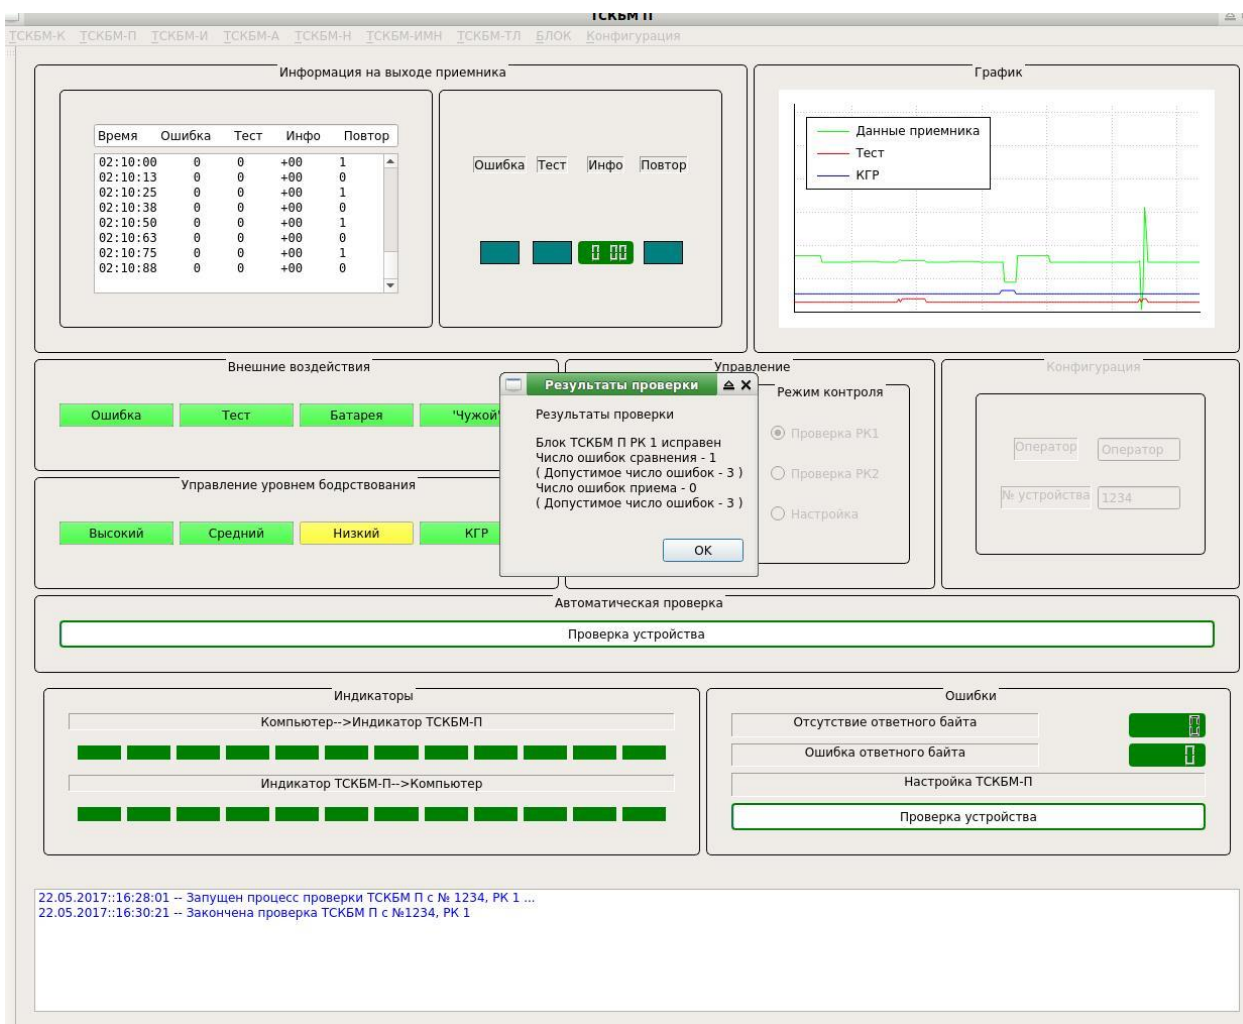 ТСКБМ П
ТСКБМ-К ТСКБМ-П ТСКБМ-И ТСКБМ-А ТСКБМ-Н ТСКБМ-ИМН ТСКБМ-ТЛ БЛОК Конфигурация
Информация на выходе приемника
Время Ошибка Тест Инфо Повтор
02:10:00 0 0 +00 1
02:10:13 0 0 +00 0
02:10:25 0 0 +00 1
02:10:38 0 0 +00 0
02:10:50 0 0 +00 1
02:10:63 0 0 +00 0
02:10:75 0 0 +00 1
02:10:88 0 0 +00 0
Ошибка Тест Инфо Повтор
0 00
График
Данные приемника
Тест
КГР
Внешние воздействия
Ошибка Тест Батарея 'Чужой'
Управление уровнем бодрствования
Высокий Средний Низкий КГР
Управление
Режим контроля
Проверка РК1
Проверка РК2
Настройка
Результаты проверки
Результаты проверки
Блок ТСКБМ П РК 1 исправен
Число ошибок сравнения - 1
( Допустимое число ошибок - 3 )
Число ошибок приема - 0
( Допустимое число ошибок - 3 )
OK
Конфигурация
Оператор Оператор
№ устройства 1234
Автоматическая проверка
Проверка устройства
Индикаторы
Компьютер-->Индикатор ТСКБМ-П
Индикатор ТСКБМ-П-->Компьютер
Ошибки
Отсутствие ответного байта 0
Ошибка ответного байта 0
Настройка ТСКБМ-П
Проверка устройства
22.05.2017::16:28:01 -- Запущен процесс проверки ТСКБМ П с № 1234, РК 1 ...
22.05.2017::16:30:21 -- Закончена проверка ТСКБМ П с №1234, РК 1